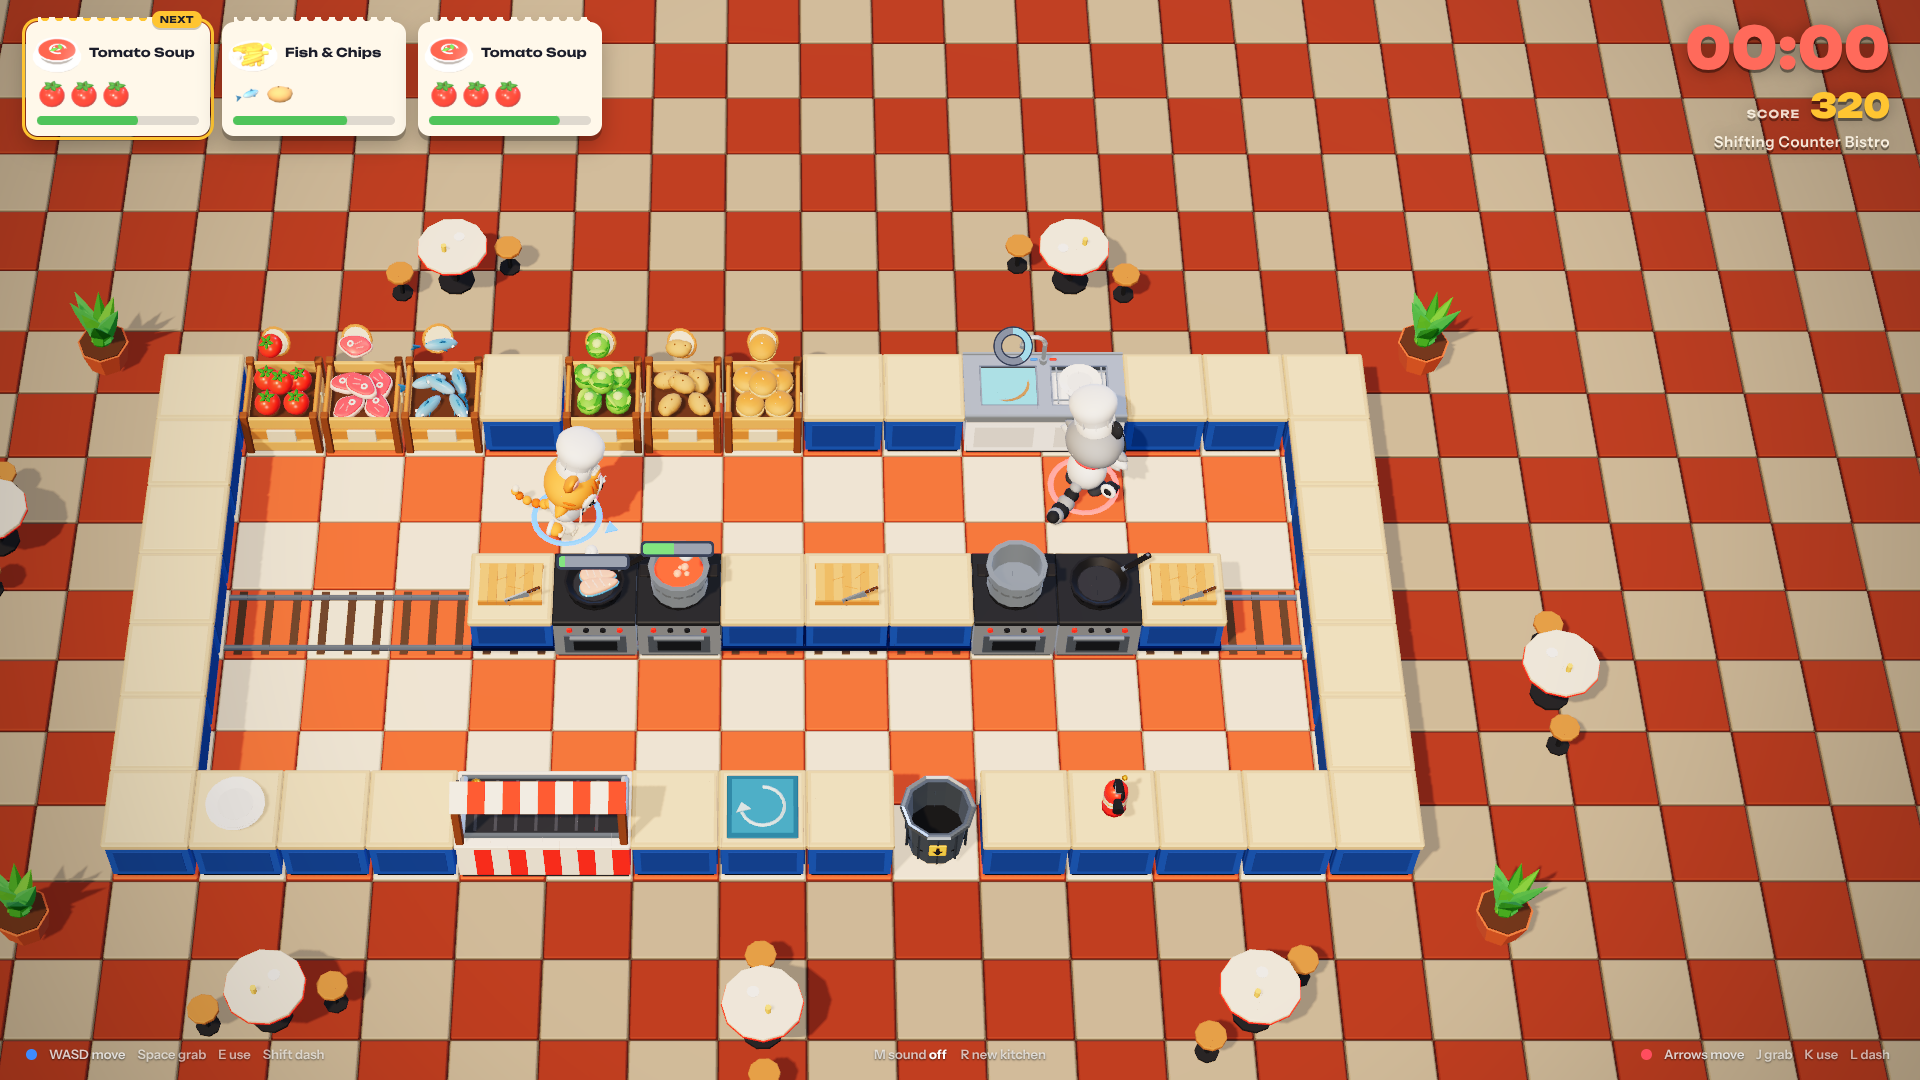 NEXT
Tomato Soup
Fish & Chips
Tomato Soup
00:00
SCORE 320
Shifting Counter Bistro
WASD move Space grab E use Shift dash
M sound off R new kitchen
Arrows move J grab K use L dash